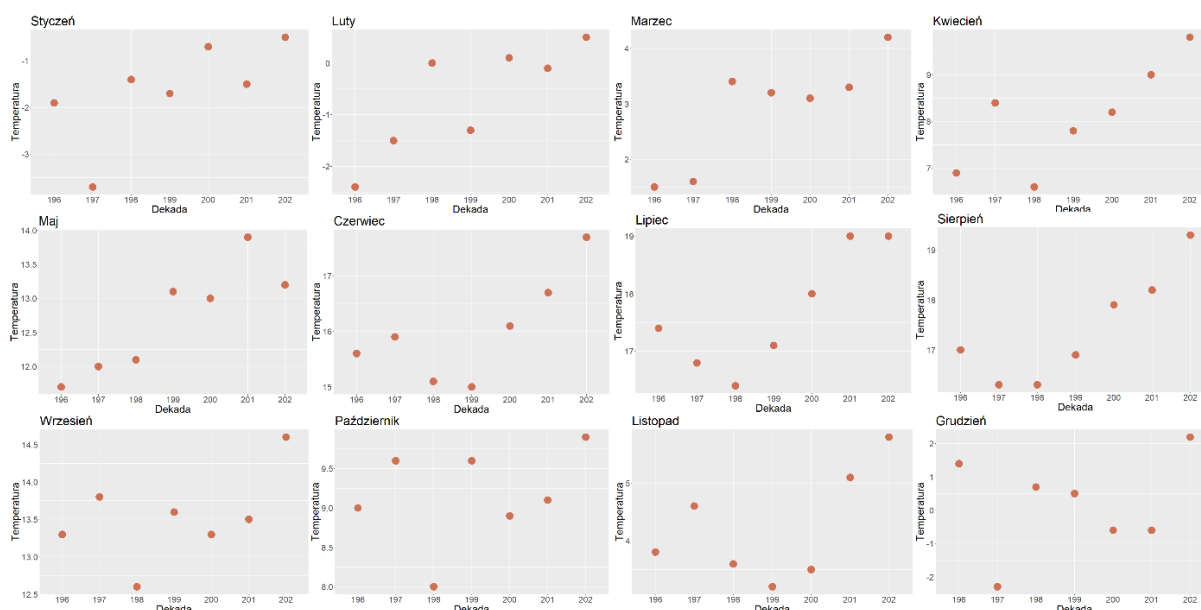 Styczeń
Temperatura
-1
-2
-3
196 197 198 199 200 201 202
Dekada
Luty
Temperatura
0
-1
-2
196 197 198 199 200 201 202
Dekada
Marzec
Temperatura
4
3
2
196 197 198 199 200 201 202
Dekada
Kwiecień
Temperatura
9
8
7
196 197 198 199 200 201 202
Dekada
Maj
Temperatura
14.0
13.5
13.0
12.5
12.0
196 197 198 199 200 201 202
Dekada
Czerwiec
Temperatura
17
16
15
196 197 198 199 200 201 202
Dekada
Lipiec
Temperatura
19
18
17
196 197 198 199 200 201 202
Dekada
Sierpień
Temperatura
19
18
17
196 197 198 199 200 201 202
Dekada
Wrzesień
Temperatura
14.5
14.0
13.5
13.0
12.5
196 197 198 199 200 201 202
Dekada
Październik
Temperatura
9.5
9.0
8.5
8.0
196 197 198 199 200 201 202
Dekada
Listopad
Temperatura
4
196 197 198 199 200 201 202
Dekada
Grudzień
Temperatura
2
1
0
-1
-2
196 197 198 199 200 201 202
Dekada